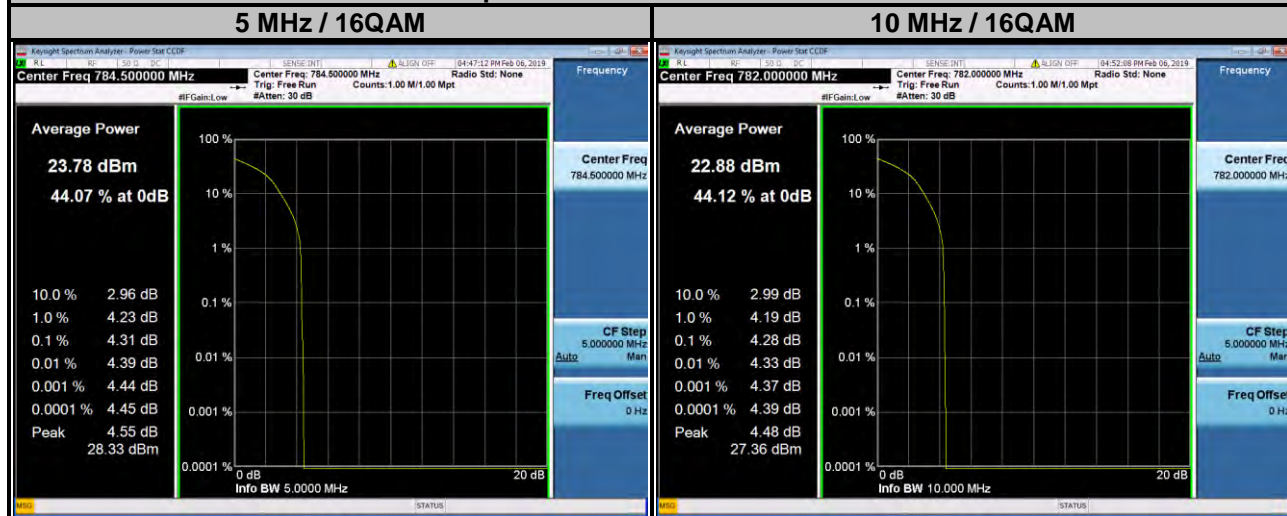 5 MHz / 16QAM
Keysight Spectrum Analyzer - Power Stat CCDF
RL RF 50 Ω DC SENSE:INT ALIGN OFF 04:47:12 PM Feb 06, 2019
Center Freq 784.500000 MHz
Center Freq: 784.500000 MHz Radio Std: None
Trig: Free Run Counts:1.00 M/1.00 Mpt
#IFGain:Low #Atten: 30 dB
Frequency
Average Power
23.78 dBm
44.07 % at 0dB
10.0 % 2.96 dB
1.0 % 4.23 dB
0.1 % 4.31 dB
0.01 % 4.39 dB
0.001 % 4.44 dB
0.0001 % 4.45 dB
Peak 4.55 dB
28.33 dBm
100 %
10 %
1 %
0.1 %
0.01 %
0.001 %
0.0001 %
0 dB 20 dB
Info BW 5.0000 MHz
Center Freq
784.500000 MHz
CF Step
5.000000 MHz
Auto Man
Freq Offset
0 Hz
MSG STATUS
10 MHz / 16QAM
Keysight Spectrum Analyzer - Power Stat CCDF
RL RF 50 Ω DC SENSE:INT ALIGN OFF 04:52:08 PM Feb 06, 2019
Center Freq 782.000000 MHz
Center Freq: 782.000000 MHz Radio Std: None
Trig: Free Run Counts:1.00 M/1.00 Mpt
#IFGain:Low #Atten: 30 dB
Frequency
Average Power
22.88 dBm
44.12 % at 0dB
10.0 % 2.99 dB
1.0 % 4.19 dB
0.1 % 4.28 dB
0.01 % 4.33 dB
0.001 % 4.37 dB
0.0001 % 4.39 dB
Peak 4.48 dB
27.36 dBm
100 %
10 %
1 %
0.1 %
0.01 %
0.001 %
0.0001 %
0 dB 20 dB
Info BW 10.000 MHz
Center Freq
782.000000 MHz
CF Step
5.000000 MHz
Auto Man
Freq Offset
0 Hz
MSG STATUS